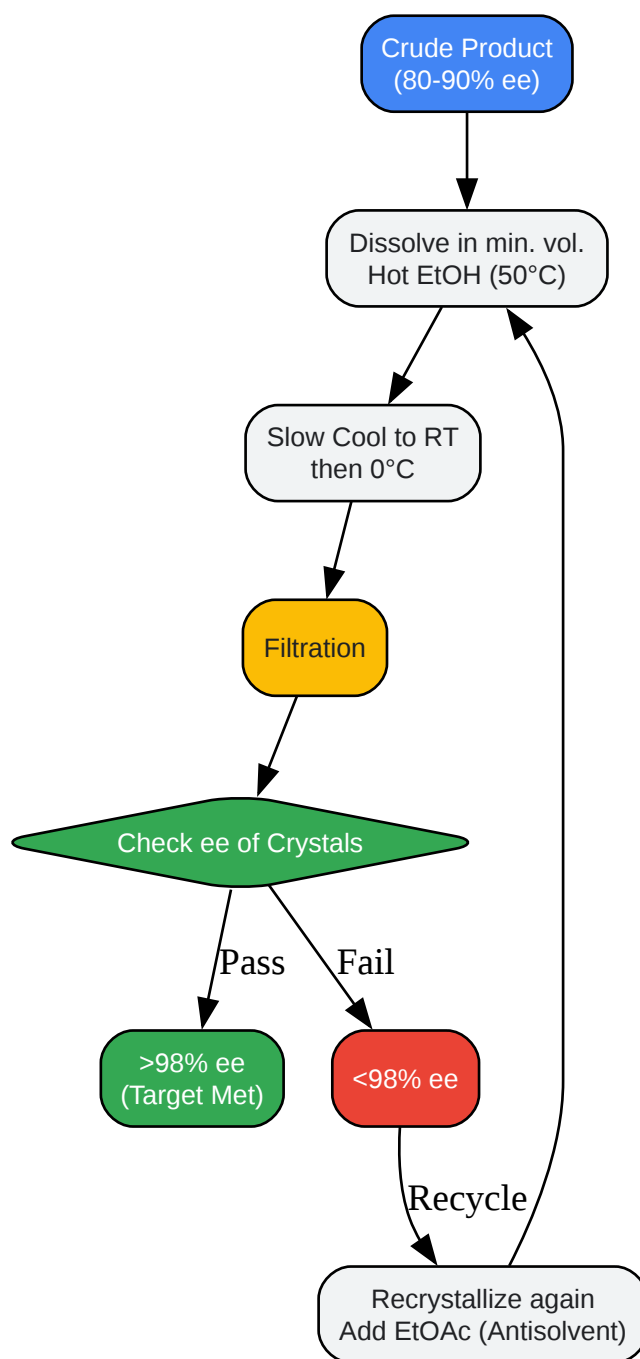 Crude Product
(80-90% ee)
Dissolve in min. vol.
Hot EtOH (50°C)
Slow Cool to RT
then 0°C
Filtration
Check ee of Crystals
Pass
Fail
>98% ee
(Target Met)
<98% ee
Recycle
Recrystallize again
Add EtOAc (Antisolvent)